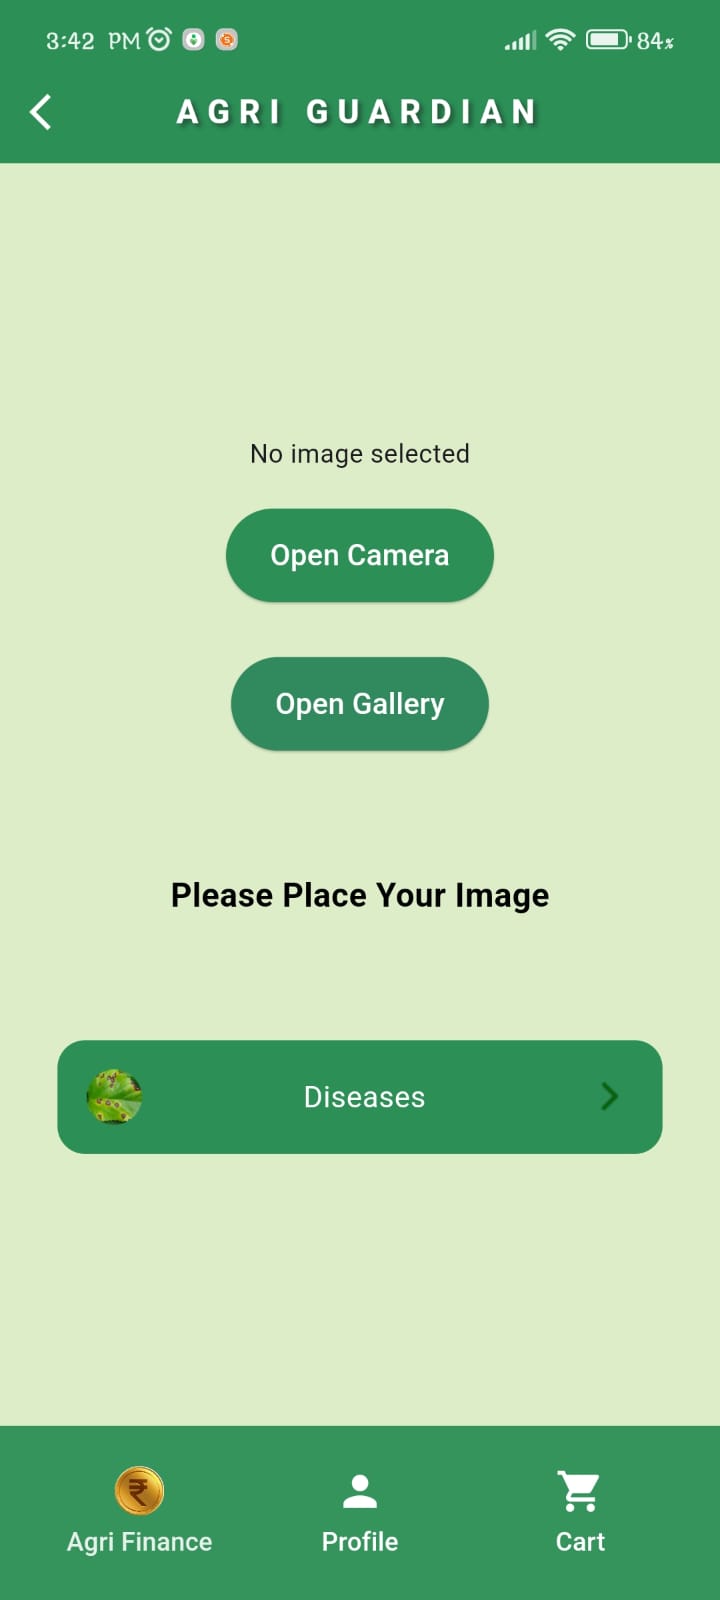 3:42 PM 84%
AGRI GUARDIAN
No image selected
Open Camera
Open Gallery
Please Place Your Image
Diseases
Agri Finance Profile Cart